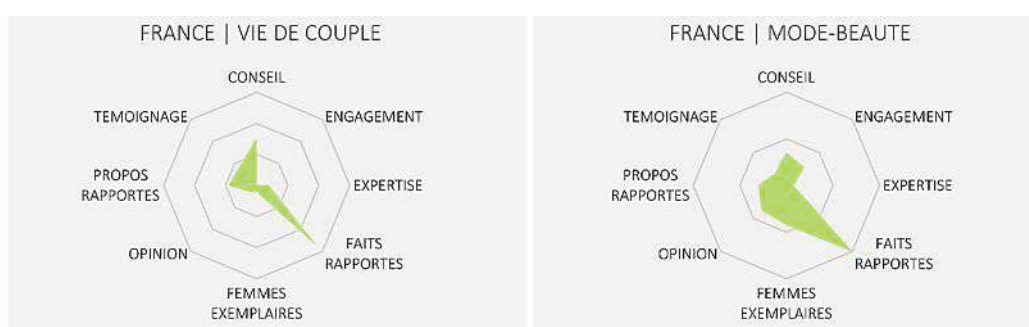 FRANCE | VIE DE COUPLE
CONSEIL
TEMOIGNAGE
ENGAGEMENT
PROPOS
RAPPORTES
EXPERTISE
OPINION
FAITS
RAPPORTES
FEMMES
EXEMPLAIRES
FRANCE | MODE-BEAUTE
CONSEIL
TEMOIGNAGE
ENGAGEMENT
PROPOS
RAPPORTES
EXPERTISE
OPINION
FAITS
RAPPORTES
FEMMES
EXEMPLAIRES